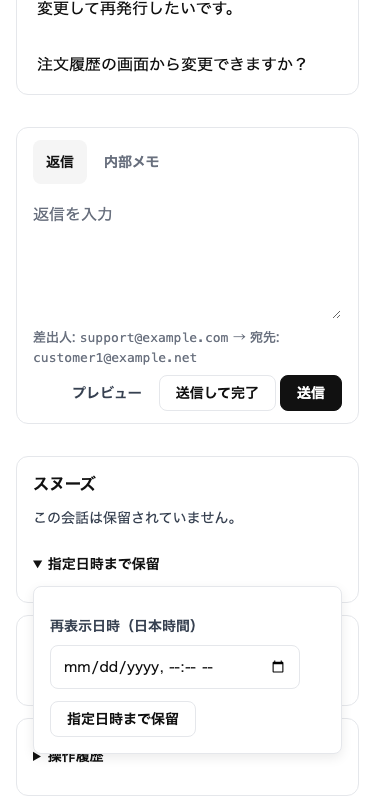 変更して再発行したいです。
注文履歴の画面から変更できますか？
返信 内部メモ
返信を入力
差出人: support@example.com → 宛先:
customer1@example.net
プレビュー 送信して完了 送信
スヌーズ
この会話は保留されていません。
▼ 指定日時まで保留
再表示日時（日本時間）
mm/dd/yyyy, --:-- --
指定日時まで保留
▶ 操作履歴